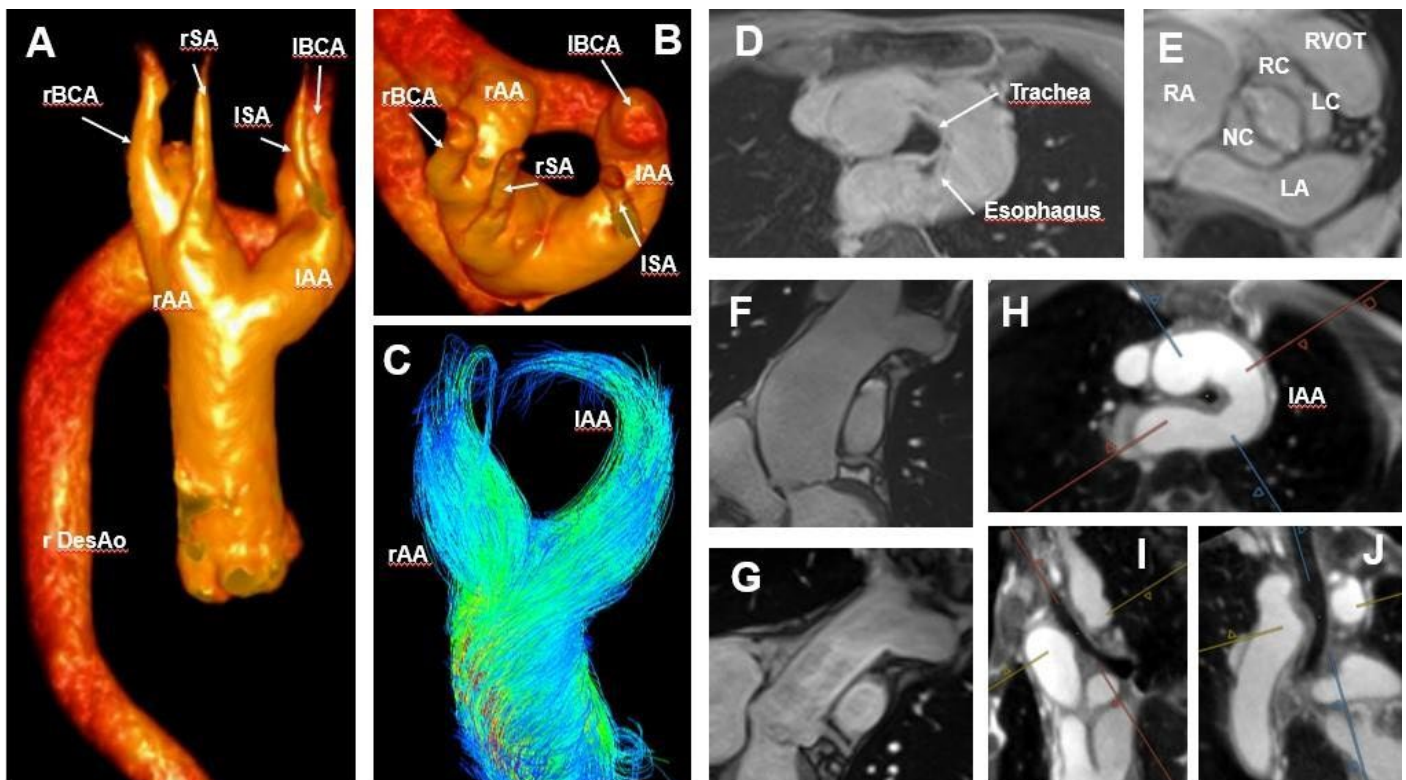 A
rSA
lBCA
rBCA
lSA
lAA
rAA
r DesAo
B
lBCA
rBCA
rAA
rSA
lAA
lSA
C
lAA
rAA
D
Trachea
Esophagus
E
RVOT
RC
RA
LC
NC
LA
F
G
H
lAA
I
J